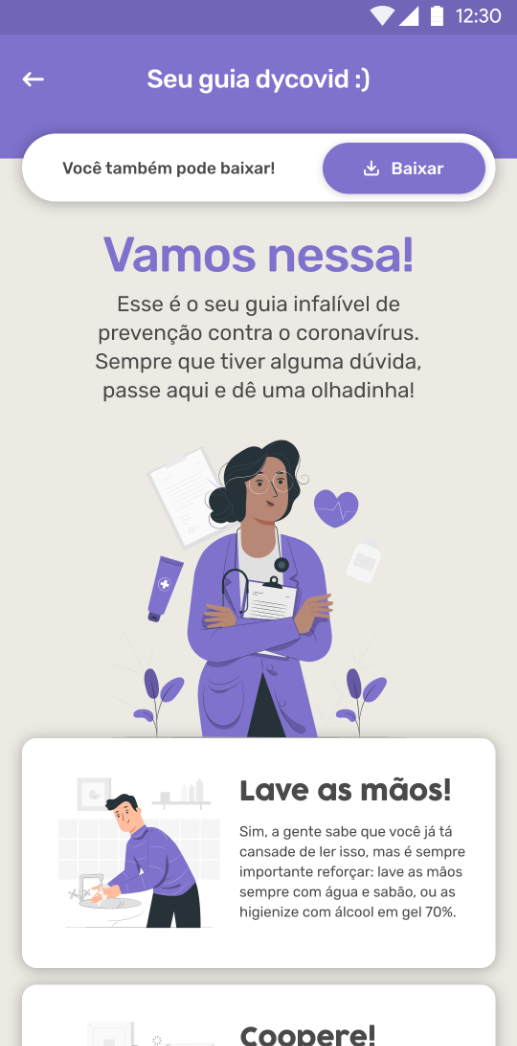 12:30
Seu guia dycovid :)
Você também pode baixar!
Baixar
Vamos nessa!
Esse é o seu guia infalível de
prevenção contra o coronavírus.
Sempre que tiver alguma dúvida,
passe aqui e dê uma olhadinha!
Lave as mãos!
Sim, a gente sabe que você já tá
cansade de ler isso, mas é sempre
importante reforçar: lave as mãos
sempre com água e sabão, ou as
higienize com álcool em gel 70%.
Coopere!